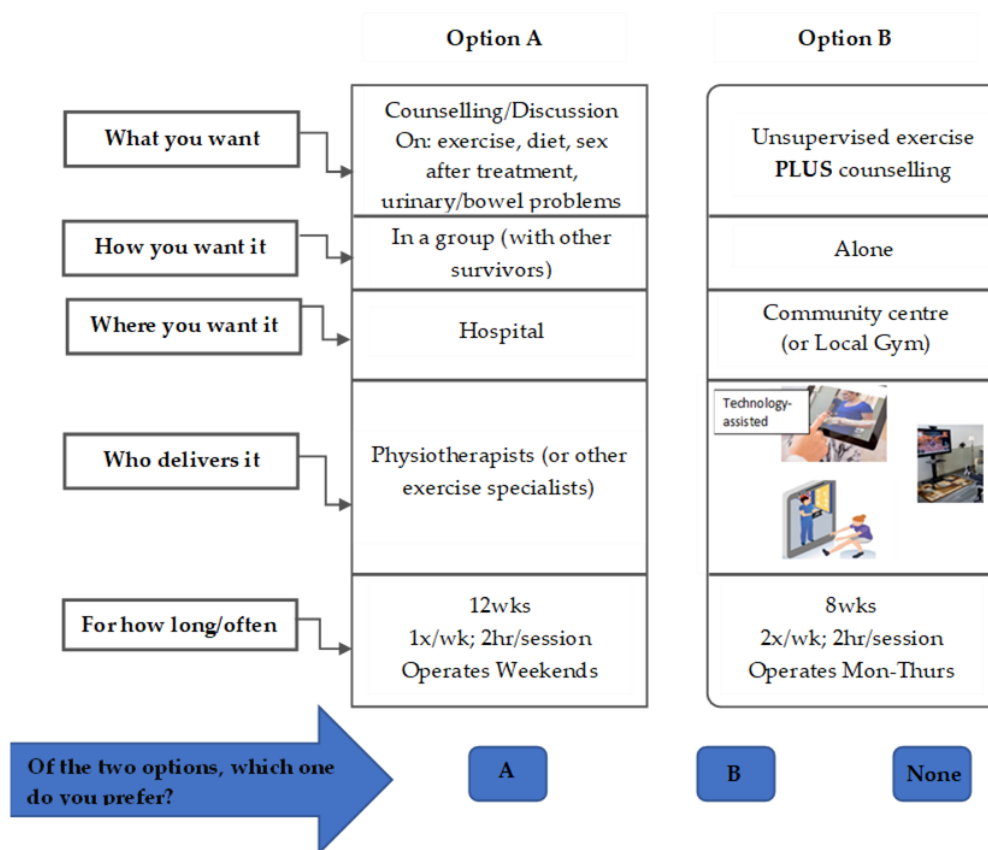 Option A
Option B
What you want
Counselling/Discussion
On: exercise, diet, sex
after treatment,
urinary/bowel problems
Unsupervised exercise
PLUS counselling
How you want it
In a group (with other
survivors)
Alone
Where you want it
Hospital
Community centre
(or Local Gym)
Who delivers it
Physiotherapists (or other
exercise specialists)
Technology-
assisted
For how long/often
12wks
1x/wk; 2hr/session
Operates Weekends
8wks
2x/wk; 2hr/session
Operates Mon-Thurs
Of the two options, which one
do you prefer?
A
B
None